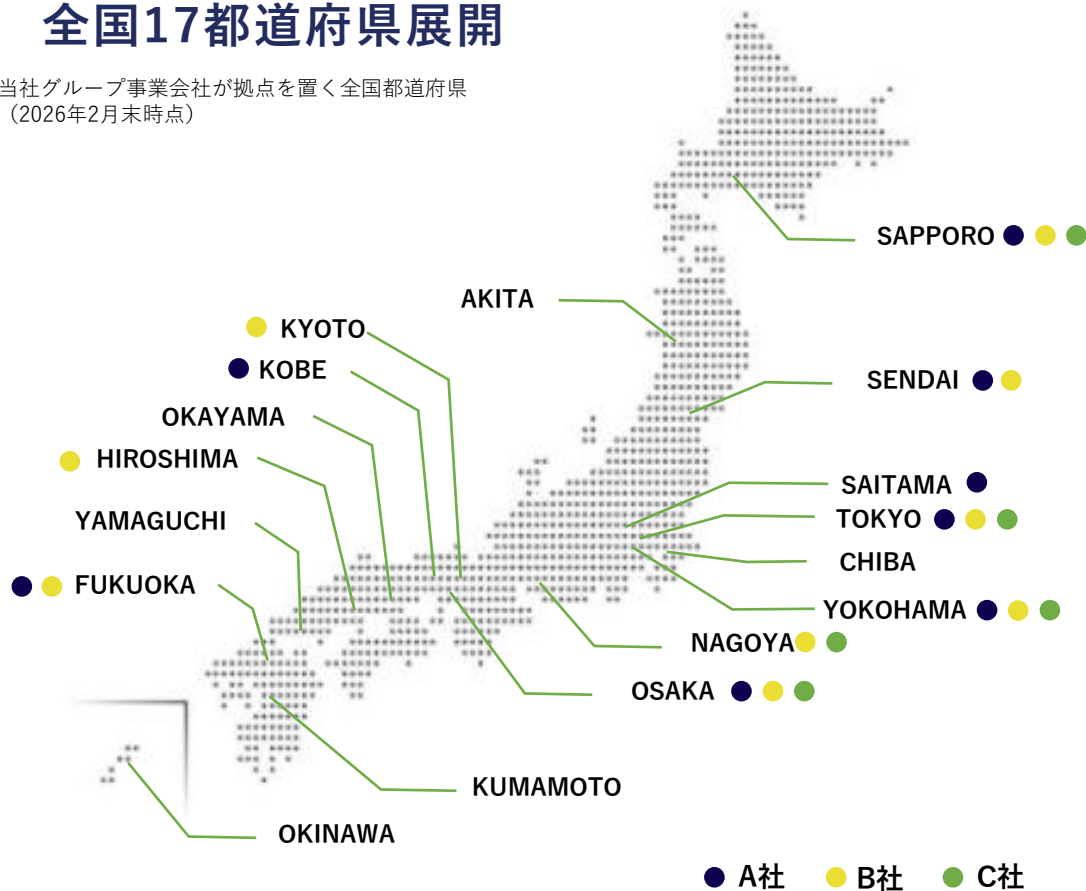 全国17都道府県展開
当社グループ事業会社が拠点を置く全国都道府県
（2026年2月末時点）
SAPPORO
AKITA
KYOTO
KOBE
SENDAI
OKAYAMA
HIROSHIMA
SAITAMA
YAMAGUCHI
TOKYO
CHIBA
FUKUOKA
YOKOHAMA
NAGOYA
OSAKA
KUMAMOTO
OKINAWA
A社 B社 C社